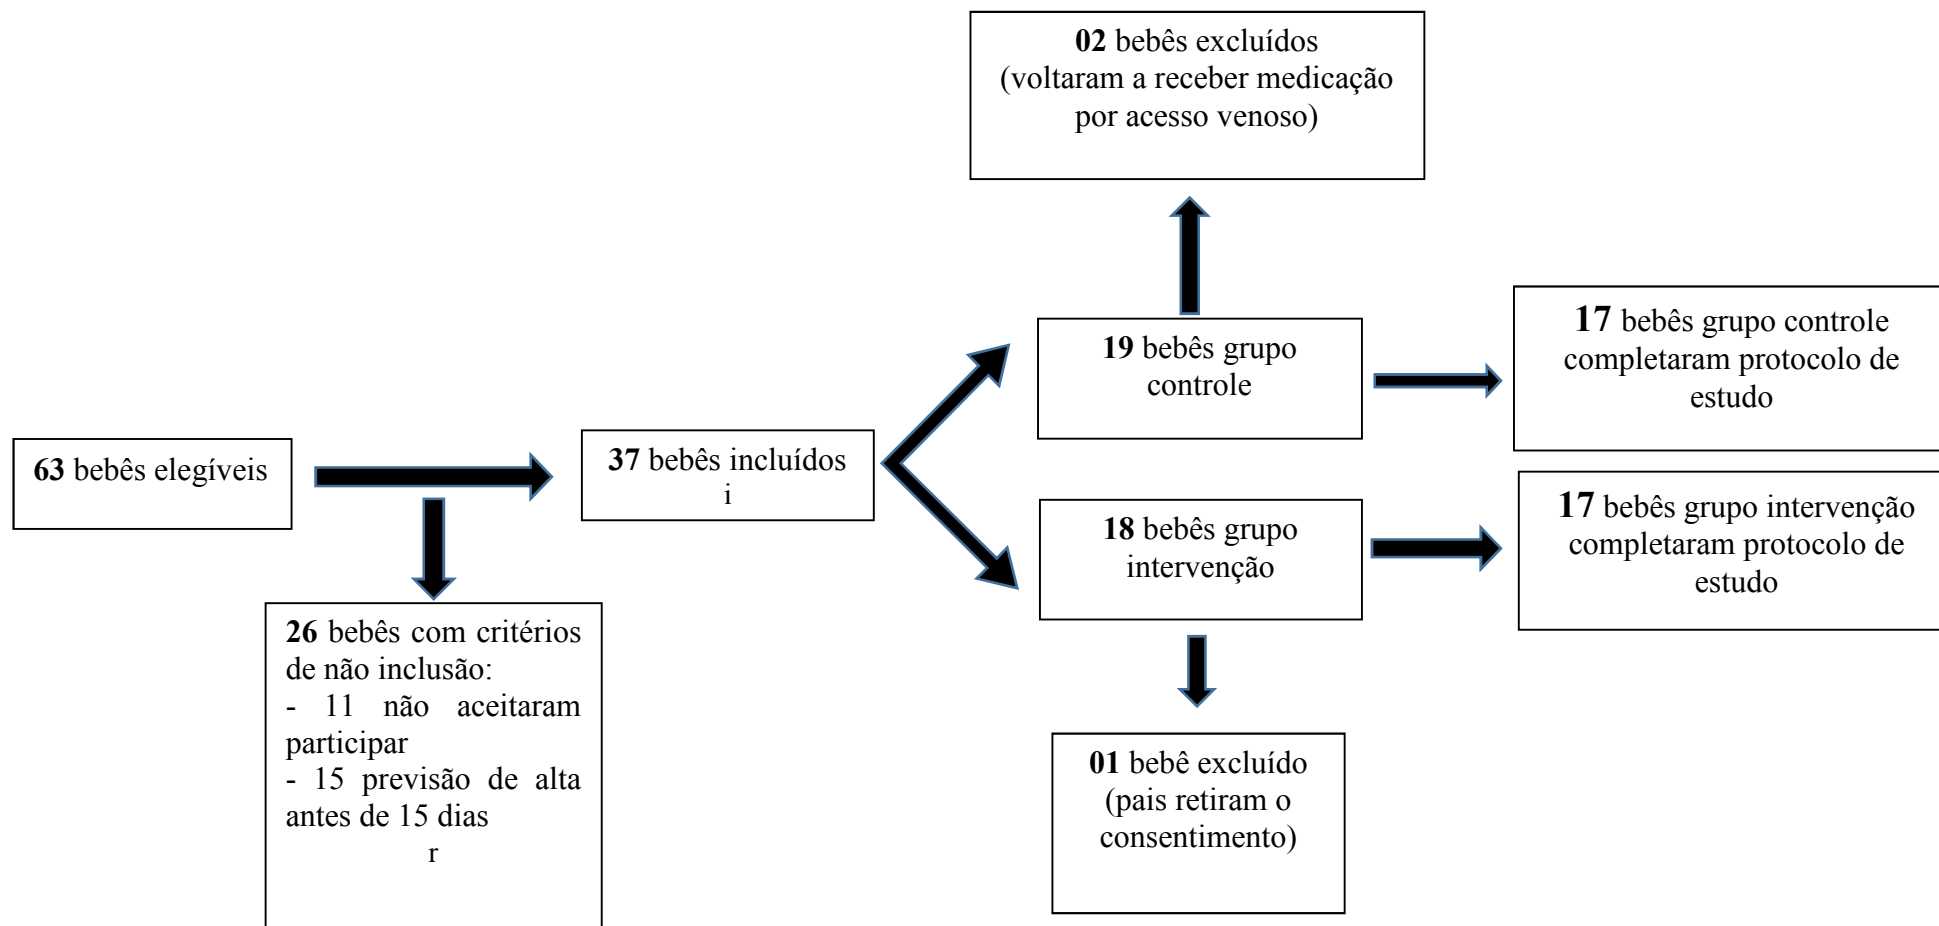 02 bebês excluídos
(voltaram a receber medicação
por acesso venoso)
19 bebês grupo
controle
17 bebês grupo controle
completaram protocolo de
estudo
63 bebês elegíveis
37 bebês incluídos
i
18 bebês grupo
intervenção
17 bebês grupo intervenção
completaram protocolo de
estudo
26 bebês com critérios
de não inclusão:
- 11 não aceitaram
participar
- 15 previsão de alta
antes de 15 dias
r
01 bebê excluído
(pais retiram o
consentimento)